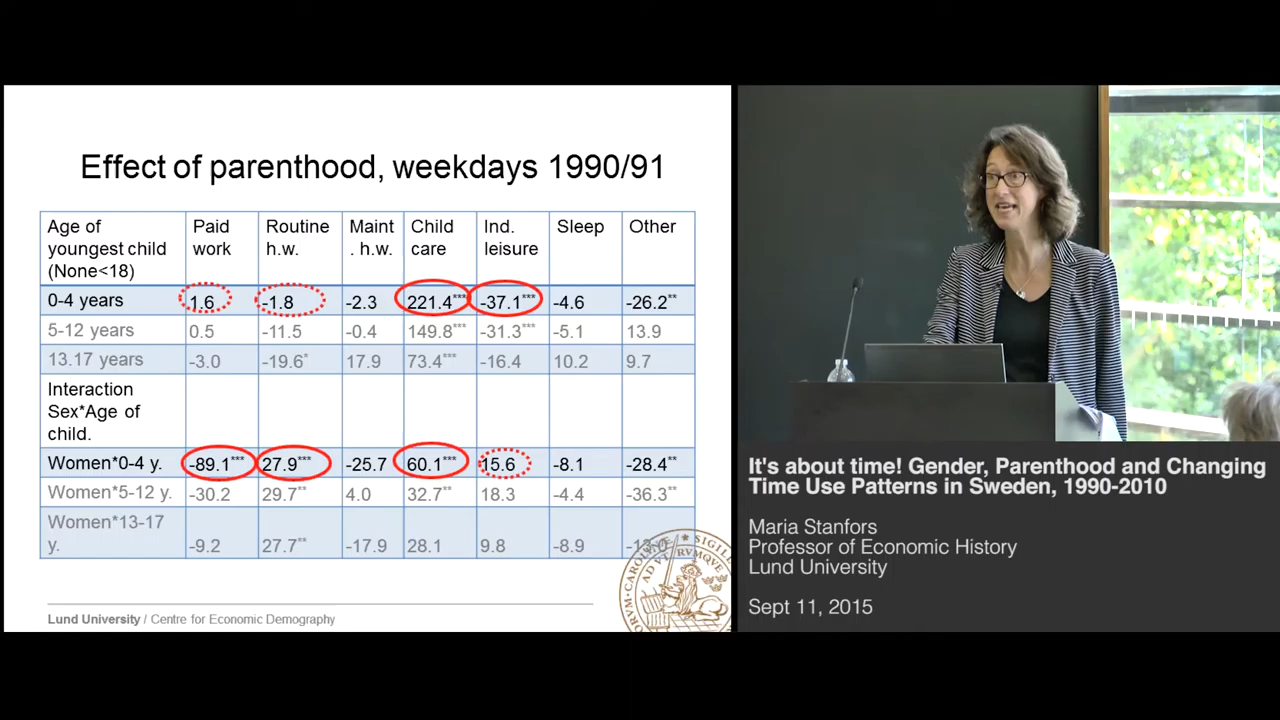 Effect of parenthood, weekdays 1990/91
Age of youngest child (None<18) Paid work Routine h.w. Maint . h.w. Child care Ind. leisure Sleep Other
0-4 years 1.6 -1.8 -2.3 221.4*** -37.1*** -4.6 -26.2**
5-12 years 0.5 -11.5 -0.4 149.8*** -31.3*** -5.1 13.9
13.17 years -3.0 -19.6* 17.9 73.4*** -16.4 10.2 9.7
Interaction Sex*Age of child.
Women*0-4 y. -89.1*** 27.9*** -25.7 60.1*** 15.6 -8.1 -28.4**
Women*5-12 y. -30.2 29.7** 4.0 32.7** 18.3 -4.4 -36.3**
Women*13-17 y. -9.2 27.7** -17.9 28.1 9.8 -8.9
Lund University / Centre for Economic Demography
It's about time! Gender, Parenthood and Changing
Time Use Patterns in Sweden, 1990-2010
Maria Stanfors
Professor of Economic History
Lund University
Sept 11, 2015